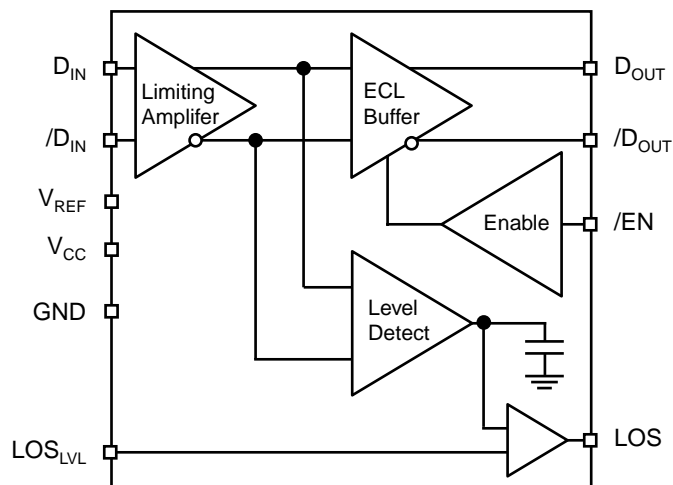 D_IN
Limiting
Amplifer
ECL
Buffer
D_OUT
/D_IN
/D_OUT
V_REF
Enable
/EN
V_CC
GND
Level
Detect
LOS_LVL
LOS